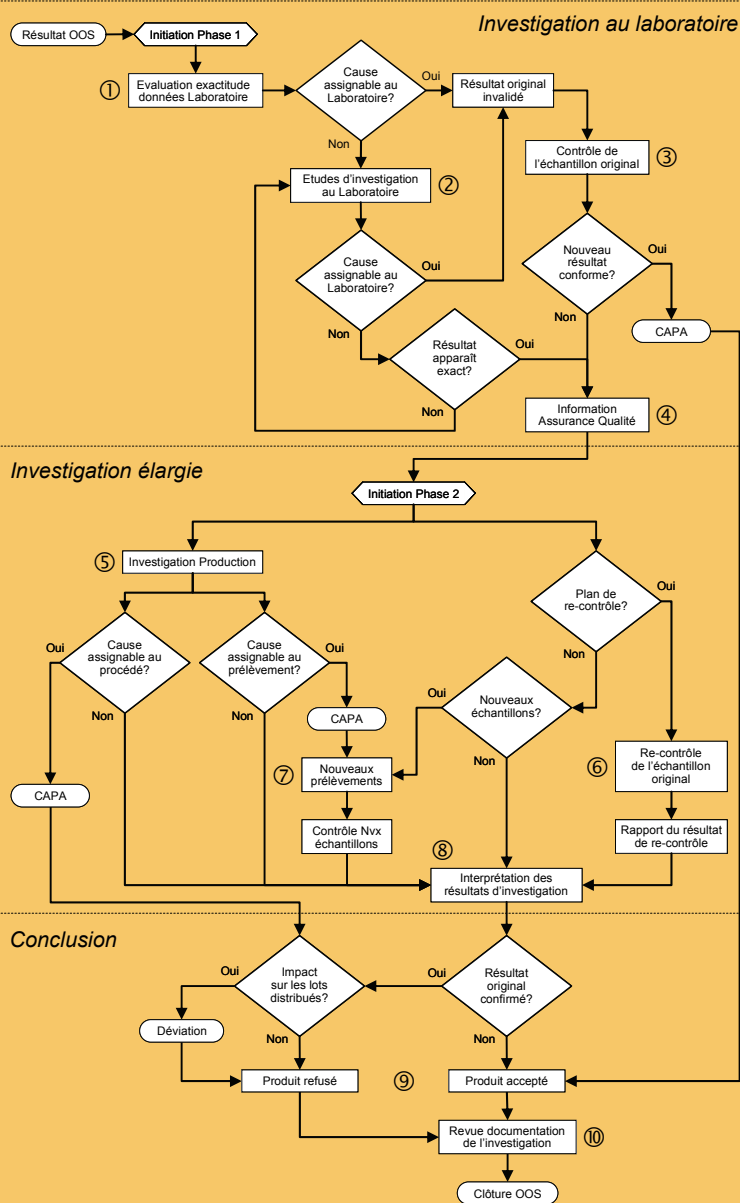 Investigation au laboratoire
Résultat OOS
Initiation Phase 1
①
Evaluation exactitude
données Laboratoire
Cause
assignable au
Laboratoire?
Oui
Non
Résultat original
invalidé
Contrôle de
l'échantillon original
③
Etudes d'investigation
au Laboratoire
②
Cause
assignable au
Laboratoire?
Oui
Non
Nouveau
résultat
conforme?
Oui
Non
CAPA
Résultat
apparaît
exact?
Oui
Non
Information
Assurance Qualité
④
Investigation élargie
Initiation Phase 2
⑤
Investigation Production
Plan de
re-contrôle?
Oui
Non
Oui
Cause
assignable au
procédé?
Non
Cause
assignable au
prélèvement?
Oui
Non
CAPA
Oui
Nouveaux
échantillons?
Non
CAPA
⑦
Nouveaux
prélèvements
⑥
Re-contrôle
de l'échantillon
original
Contrôle Nvx
échantillons
Rapport du résultat
de re-contrôle
⑧
Interprétation des
résultats d'investigation
Conclusion
Oui
Impact
sur les lots
distribués?
Non
Oui
Résultat
original
confirmé?
Non
Déviation
Produit refusé
⑨
Produit accepté
Revue documentation
de l'investigation
⑩
Clôture OOS